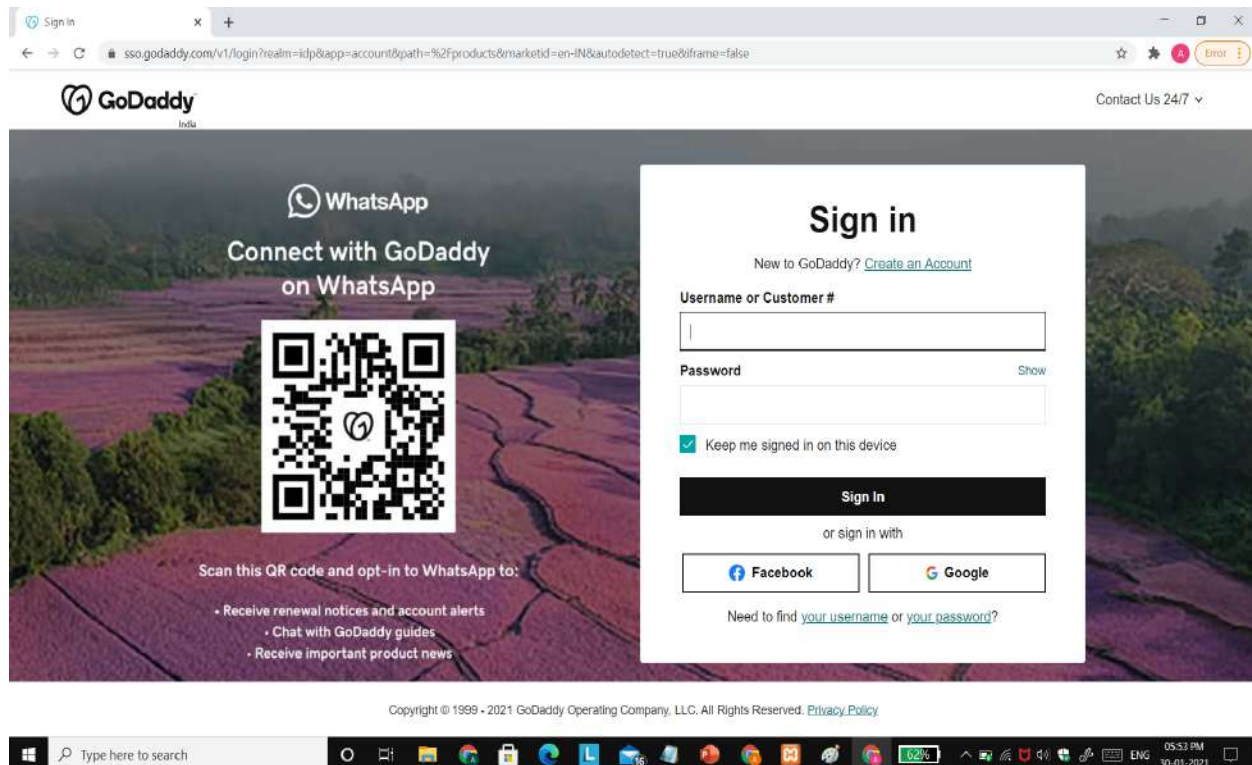 Sign In
sso.godaddy.com/v1/login?realm=idp&app=account&path=%2Fproducts&marketid=en-IN&autodetect=true&iframe=false
A
Error
GoDaddy
India
Contact Us 24/7
WhatsApp
Connect with GoDaddy
on WhatsApp
Scan this QR code and opt-in to WhatsApp to:
• Receive renewal notices and account alerts
• Chat with GoDaddy guides
• Receive important product news
Sign in
New to GoDaddy? Create an Account
Username or Customer #
Password Show
Keep me signed in on this device
Sign In
or sign in with
Facebook Google
Need to find your username or your password?
Copyright © 1999 - 2021 GoDaddy Operating Company, LLC. All Rights Reserved. Privacy Policy
Type here to search
L
16
62%
ENG
05:53 PM
30-01-2021